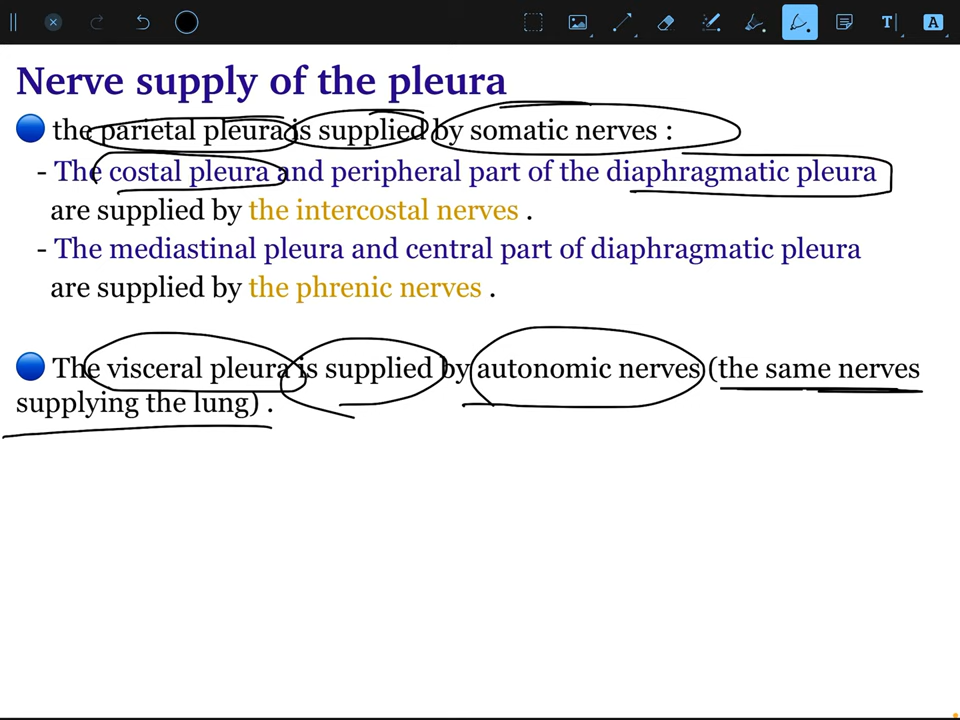 Nerve supply of the pleura
the parietal pleura is supplied by somatic nerves :
- The costal pleura and peripheral part of the diaphragmatic pleura
are supplied by the intercostal nerves .
- The mediastinal pleura and central part of diaphragmatic pleura
are supplied by the phrenic nerves .
The visceral pleura is supplied by autonomic nerves (the same nerves
supplying the lung) .